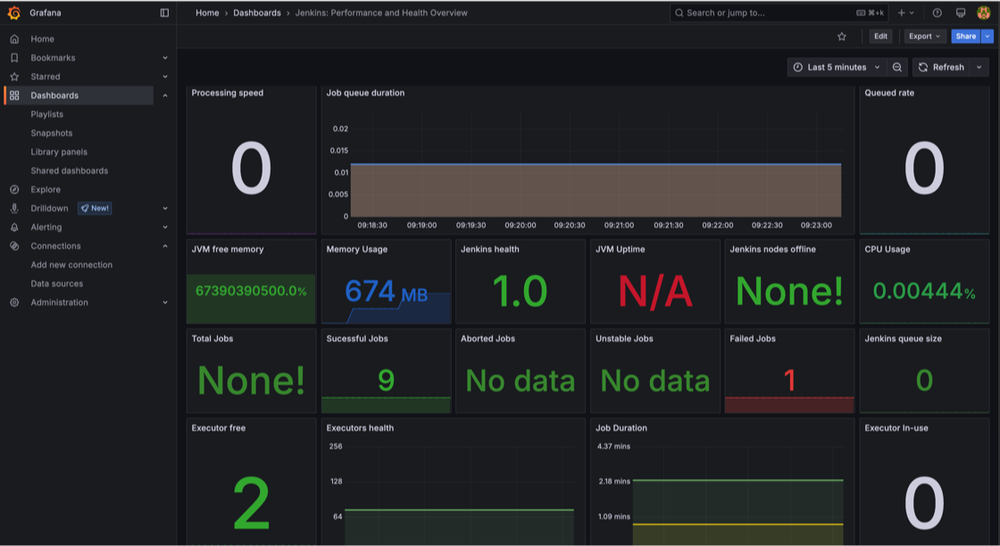 Grafana
Home › Dashboards › Jenkins: Performance and Health Overview
Search or jump to...
⌘+k
Edit
Export
Share
Home
Bookmarks
Starred
Dashboards
Playlists
Snapshots
Library panels
Shared dashboards
Explore
Drilldown New!
Alerting
Connections
Add new connection
Data sources
Administration
Last 5 minutes
Refresh
Processing speed
0
Job queue duration
0.02
0.015
0.01
0.005
0
09:18:30 09:19:00 09:19:30 09:20:00 09:20:30 09:21:00 09:21:30 09:22:00 09:22:30 09:23:00
Queued rate
0
JVM free memory
67390390500.0%
Memory Usage
674 MB
Jenkins health
1.0
JVM Uptime
N/A
Jenkins nodes offline
None!
CPU Usage
0.00444%
Total Jobs
None!
Sucessful Jobs
9
Aborted Jobs
No data
Unstable Jobs
No data
Failed Jobs
1
Jenkins queue size
0
Executor free
2
Executors health
256
128
64
Job Duration
4.37 mins
2.18 mins
1.09 mins
Executor In-use
0